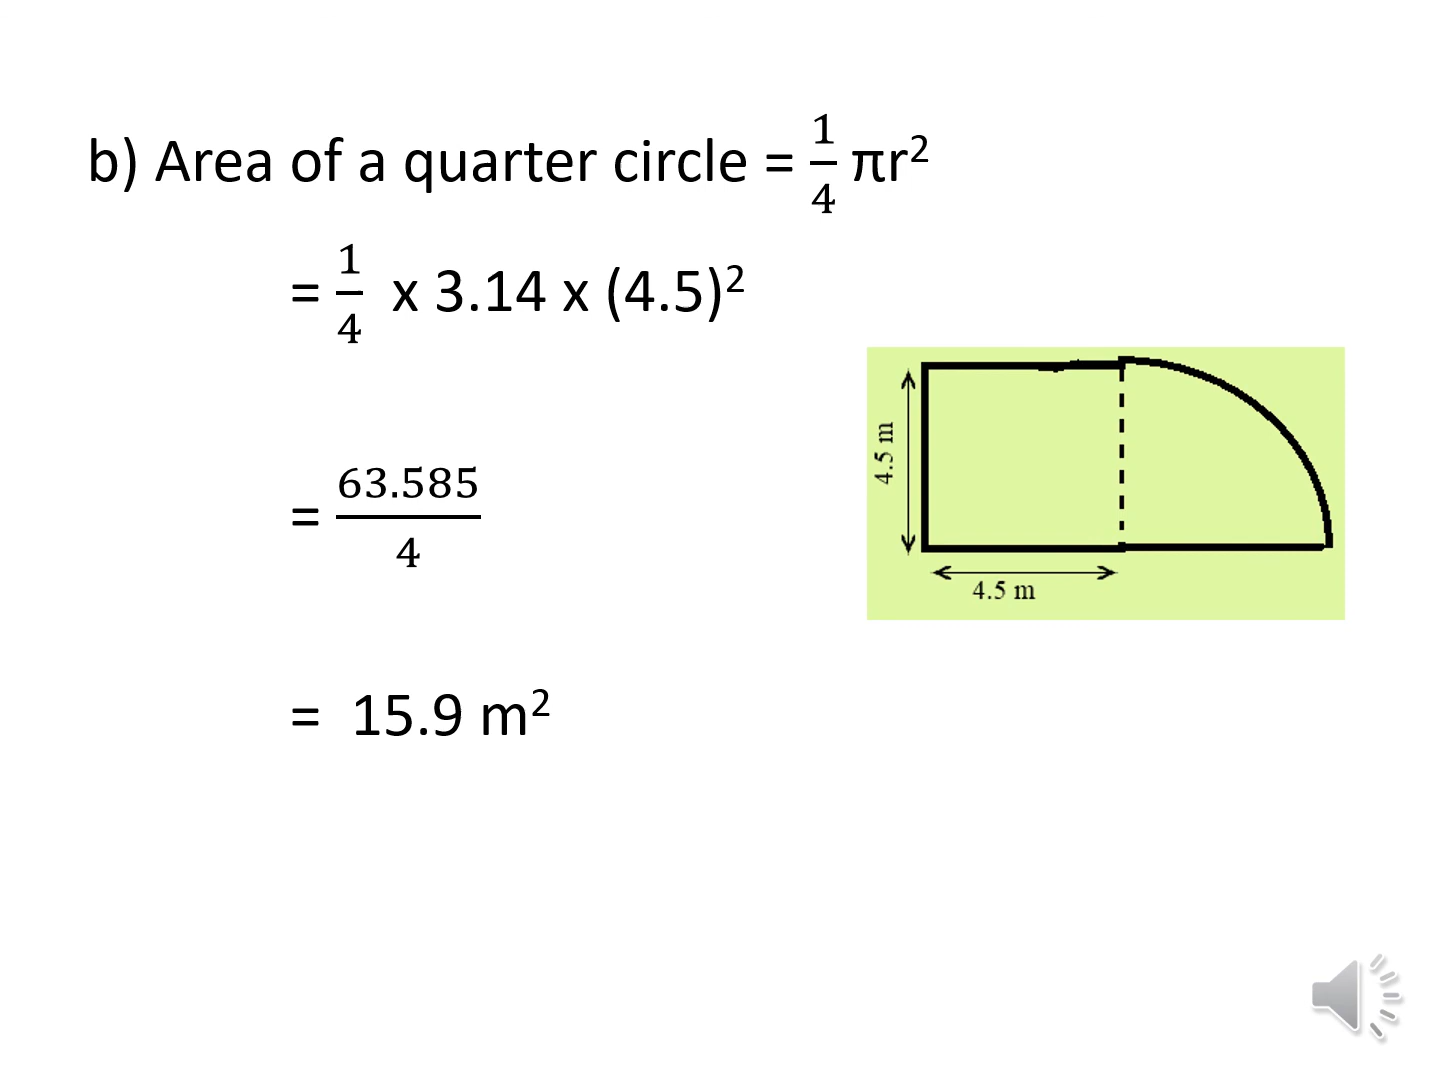 b) Area of a quarter circle = 1/4 πr²
= 1/4 x 3.14 x (4.5)²
= 63.585/4
= 15.9 m²
4.5 m
4.5 m